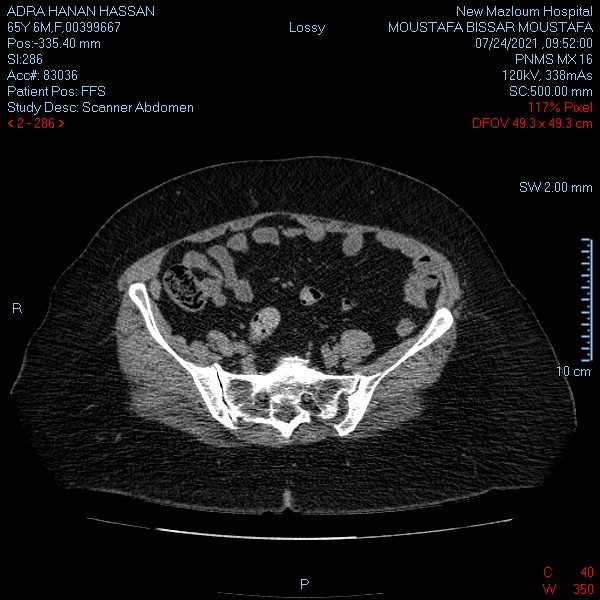 ADRA HANAN HASSAN
65Y 6M,F,00399667
Pos:-335.40 mm
SI:286
Acc#: 83036
Patient Pos: FFS
Study Desc: Scanner Abdomen
< 2 - 286 >
Lossy
New Mazloum Hospital
MOUSTAFA BISSAR MOUSTAFA
07/24/2021 ,09:52:00
PNMS MX 16
120kV, 338mAs
SC:500.00 mm
117% Pixel
DFOV 49.3 x 49.3 cm
SW 2.00 mm
R
10 cm
P
C 40
W 350